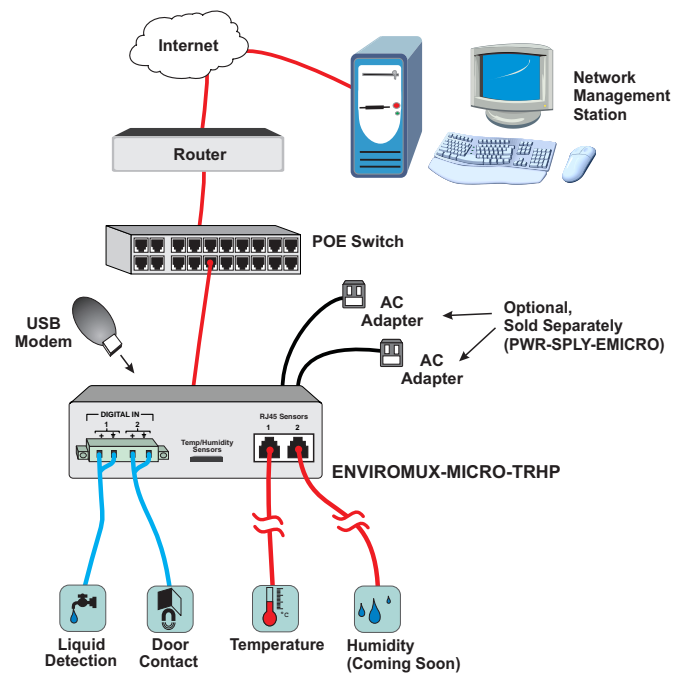 Internet
Network
Management
Station
Router
POE Switch
USB
Modem
AC
Adapter
Optional,
Sold Separately
(PWR-SPLY-EMICRO)
AC
Adapter
DIGITAL IN
1 2
+ +
RJ45 Sensors
1 2
Temp/Humidity
Sensors
ENVIROMUX-MICRO-TRHP
°C
Liquid
Detection
Door
Contact
Temperature
Humidity
(Coming Soon)